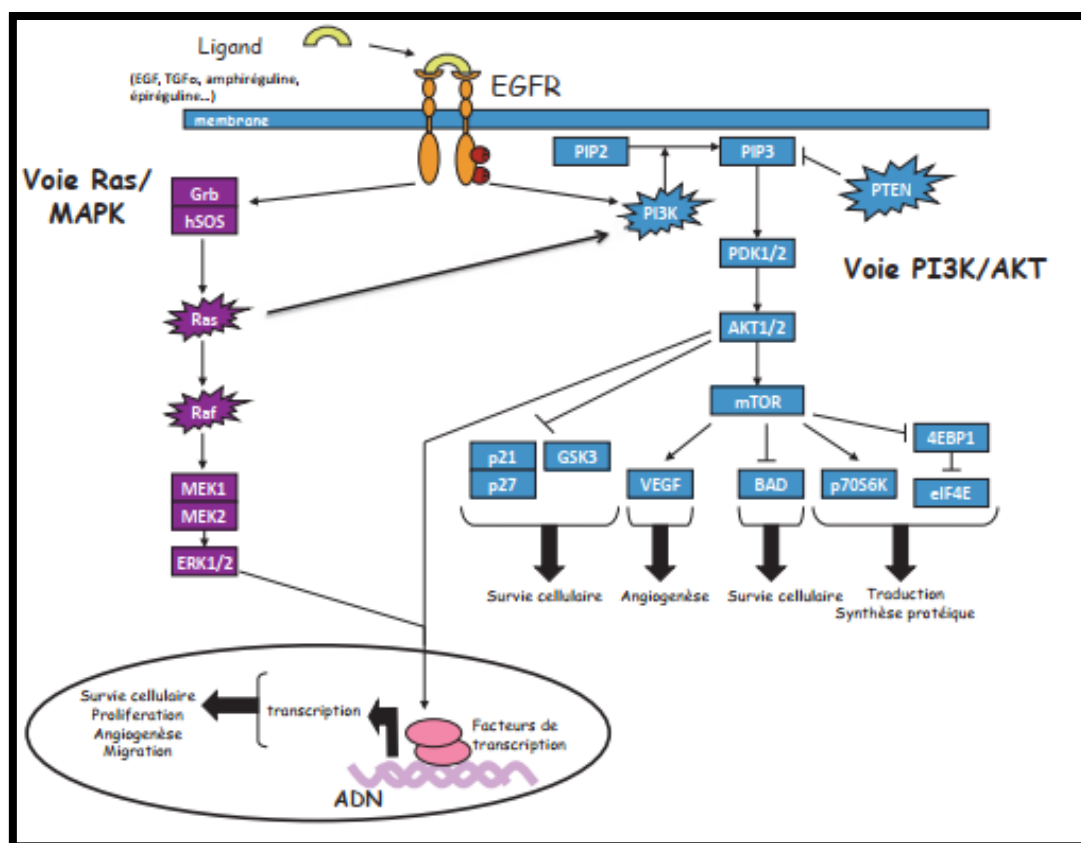 Ligand
(EGF, TGFα, amphiréguline,
épiréguline...)
EGFR
membrane
PIP2
PIP3
PTEN
Voie Ras/
MAPK
Grb
hSOS
PI3K
PDK1/2
Voie PI3K/AKT
Ras
AKT1/2
Raf
mTOR
4EBP1
p21
p27
GSK3
VEGF
BAD
p70S6K
eIF4E
MEK1
MEK2
ERK1/2
Survie cellulaire
Angiogenèse
Survie cellulaire
Traduction
Synthèse protéique
Survie cellulaire
Proliferation
Angiogenèse
Migration
transcription
Facteurs de
transcription
ADN